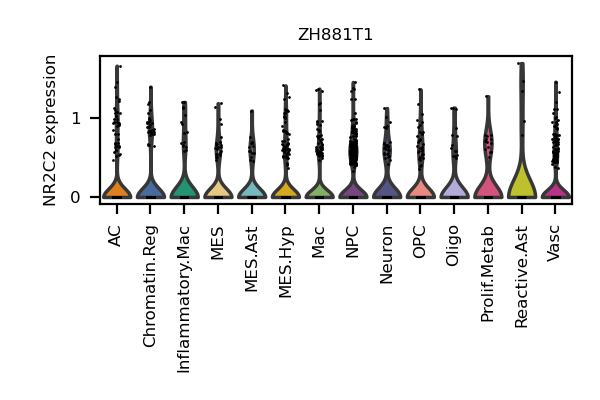 ZH881T1
NR2C2 expression
1
0
AC
Chromatin.Reg
Inflammatory.Mac
MES
MES.Ast
MES.Hyp
Mac
NPC
Neuron
OPC
Oligo
Prolif.Metab
Reactive.Ast
Vasc